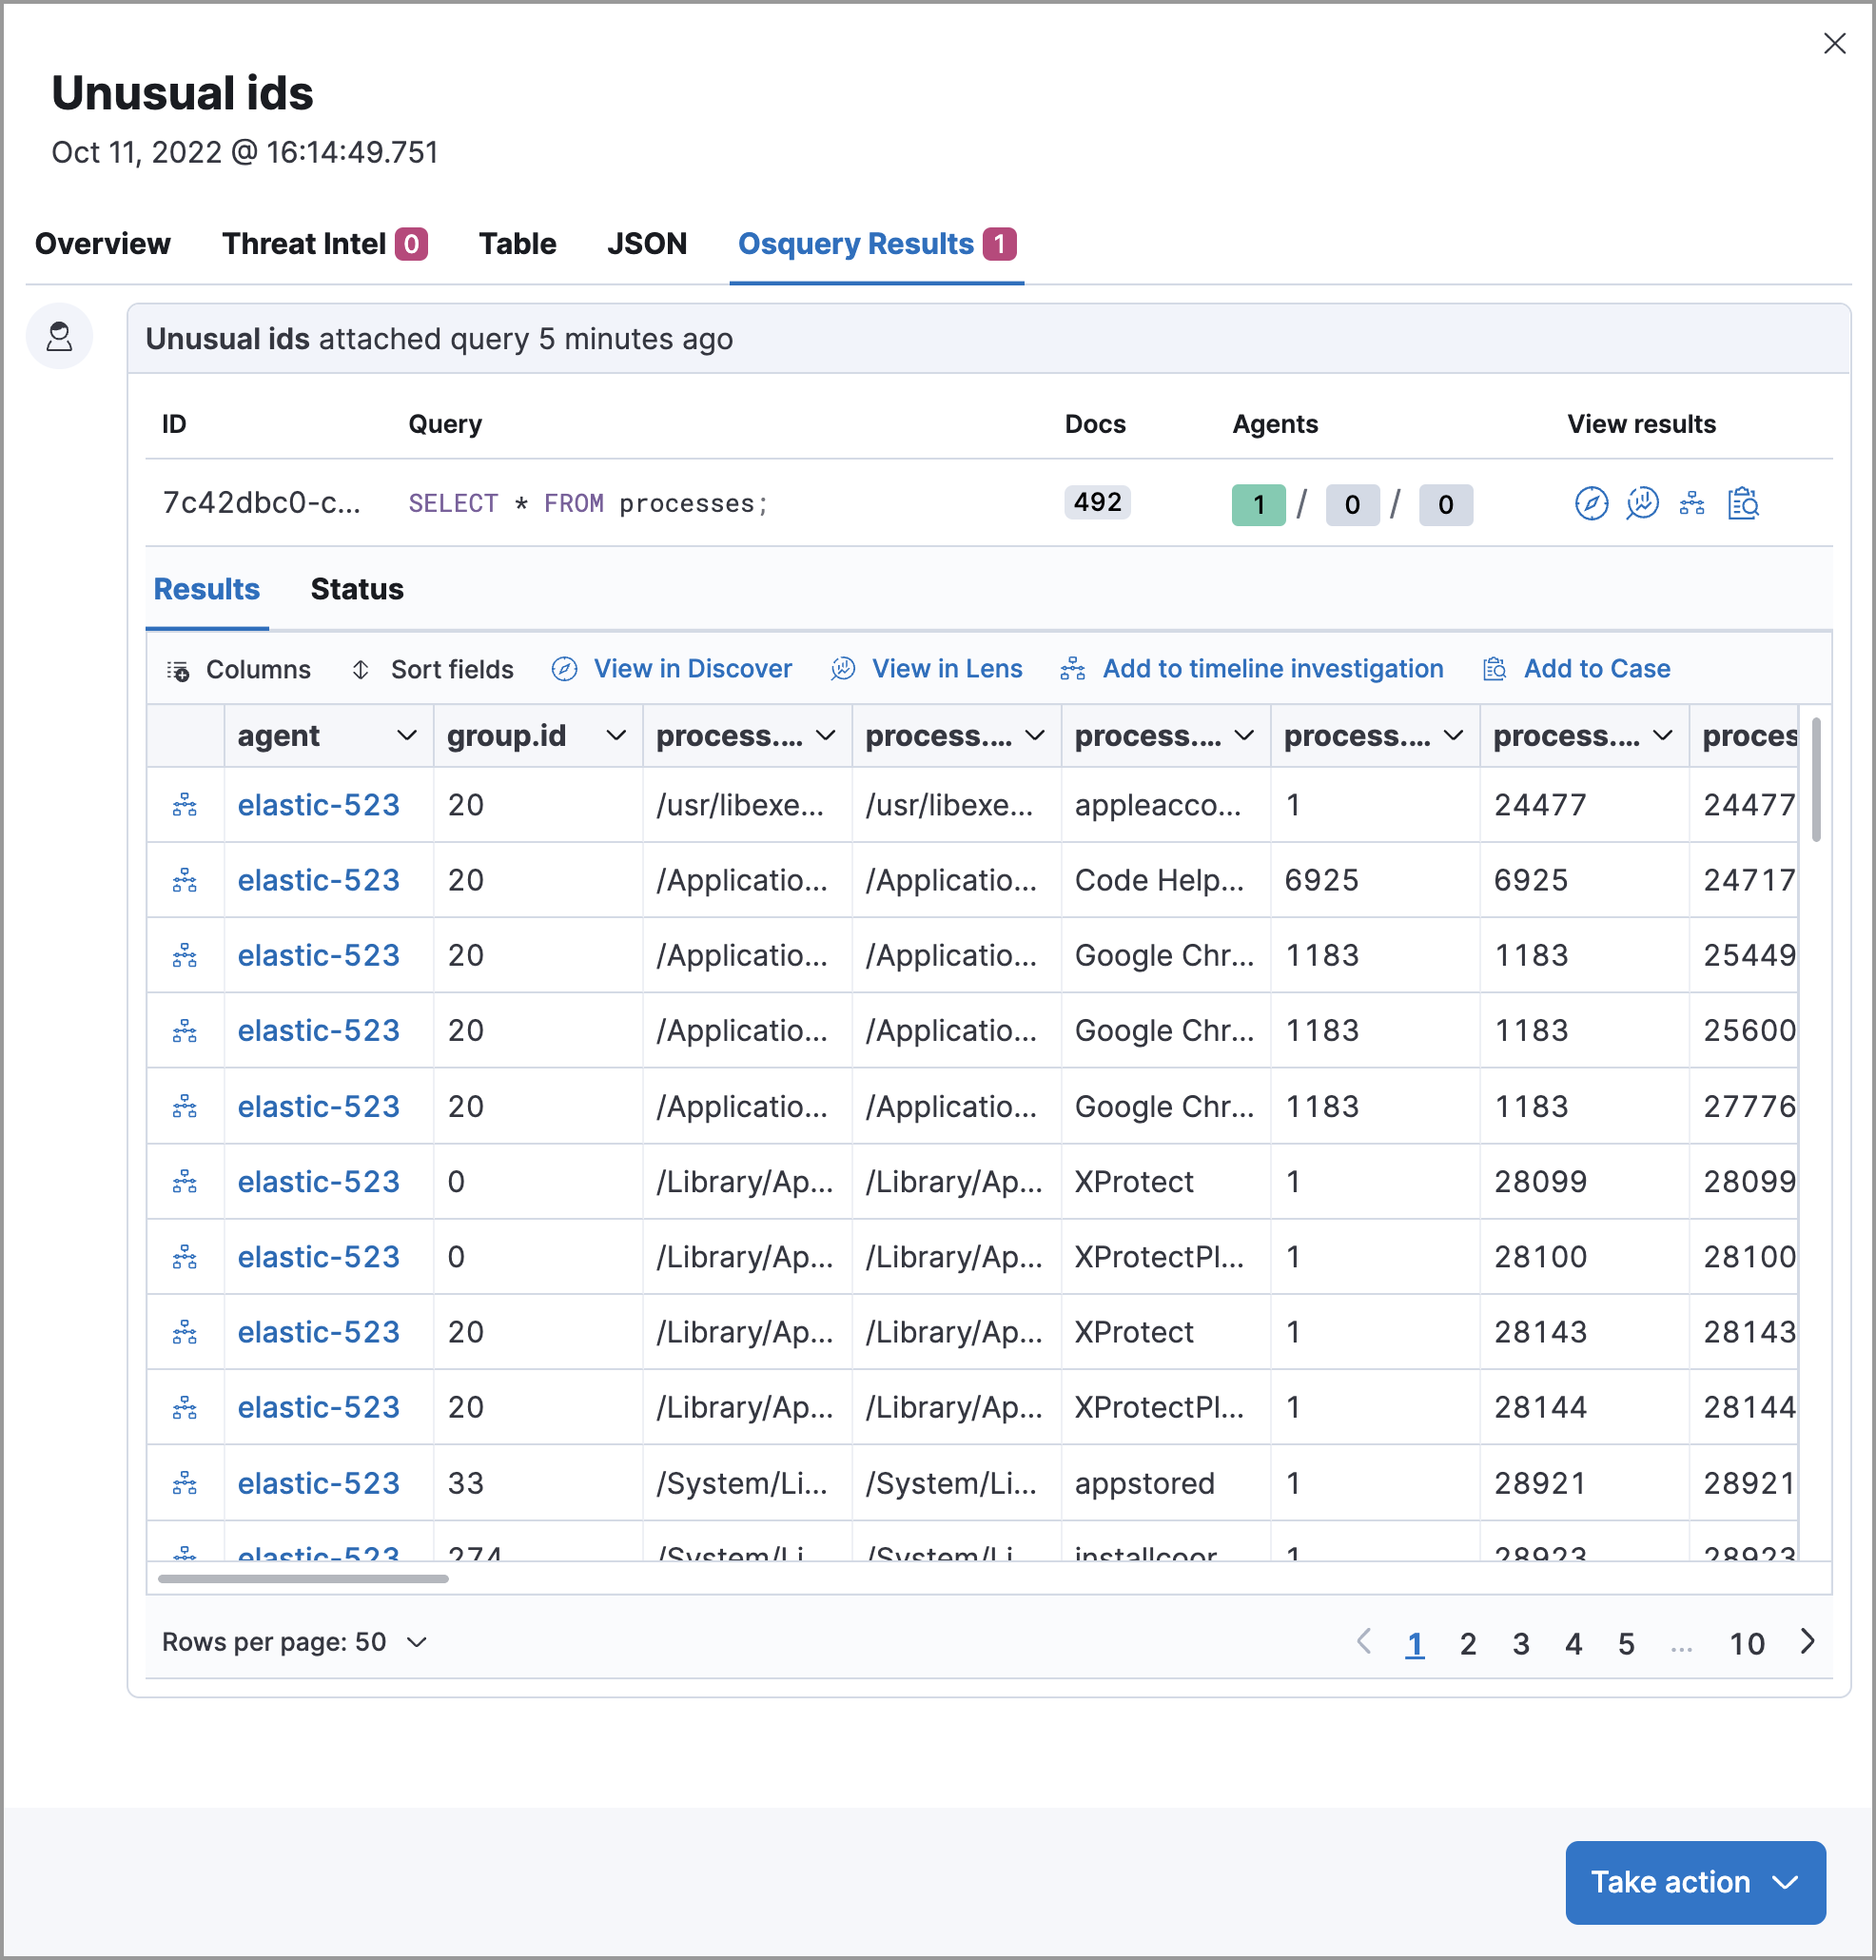 Unusual ids
Oct 11, 2022 @ 16:14:49.751
Overview Threat Intel 0 Table JSON Osquery Results 1
Unusual ids attached query 5 minutes ago
ID Query Docs Agents View results
7c42dbc0-c... SELECT * FROM processes; 492 1 / 0 / 0
Results Status
Columns Sort fields View in Discover View in Lens Add to timeline investigation Add to Case
agent group.id process.... process.... process.... process.... process.... proces
elastic-523 20 /usr/libexe... /usr/libexe... appleacco... 1 24477 24477
elastic-523 20 /Applicatio... /Applicatio... Code Help... 6925 6925 24717
elastic-523 20 /Applicatio... /Applicatio... Google Chr... 1183 1183 25449
elastic-523 20 /Applicatio... /Applicatio... Google Chr... 1183 1183 25600
elastic-523 20 /Applicatio... /Applicatio... Google Chr... 1183 1183 27776
elastic-523 0 /Library/Ap... /Library/Ap... XProtect 1 28099 28099
elastic-523 0 /Library/Ap... /Library/Ap... XProtectPl... 1 28100 28100
elastic-523 20 /Library/Ap... /Library/Ap... XProtect 1 28143 28143
elastic-523 20 /Library/Ap... /Library/Ap... XProtectPl... 1 28144 28144
elastic-523 33 /System/Li... /System/Li... appstored 1 28921 28921
elastic-523 274 /System/Li /System/Li installcoor 1 28923 28923
Rows per page: 50 1 2 3 4 5 ... 10
Take action